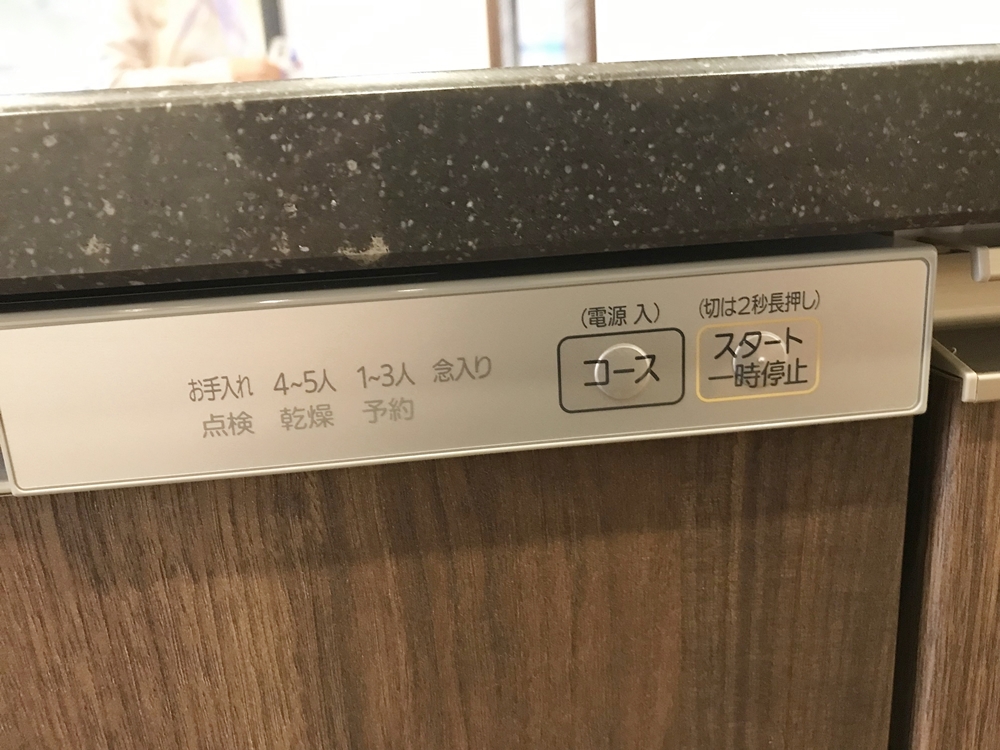 お手入れ 4~5人 1~3人 念入り
点検 乾燥 予約
(電源 入)
コース
(切は2秒長押し)
スタート
一時停止